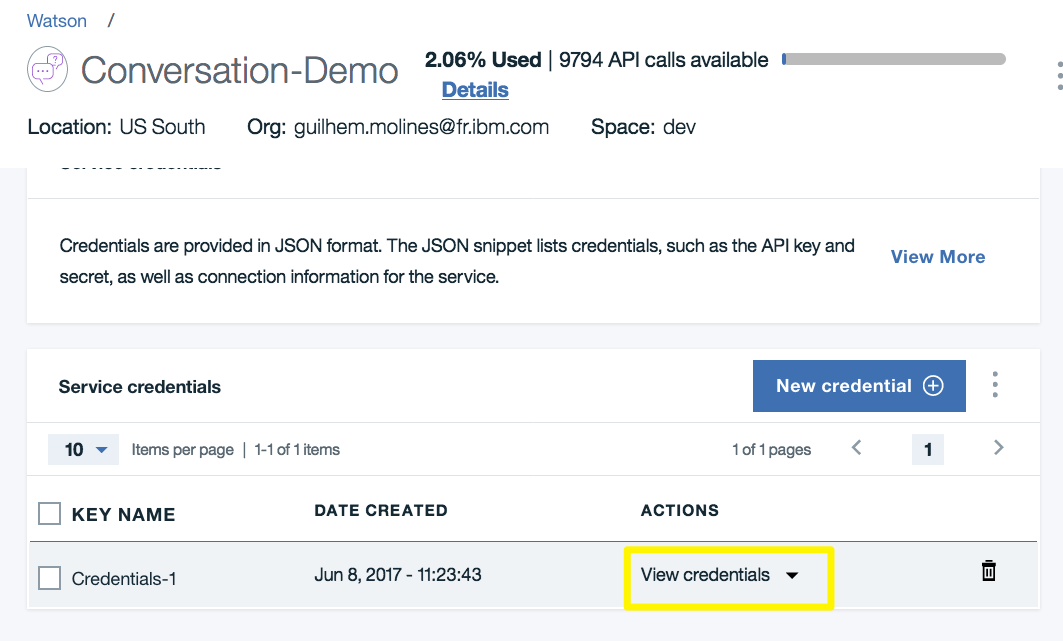 Watson /
Conversation-Demo
2.06% Used | 9794 API calls available
Details
Location: US South Org: guilhem.molines@fr.ibm.com Space: dev
Service credentials
Credentials are provided in JSON format. The JSON snippet lists credentials, such as the API key and
secret, as well as connection information for the service.
View More
Service credentials
New credential
10 Items per page | 1-1 of 1 items 1 of 1 pages 1
KEY NAME DATE CREATED ACTIONS
Credentials-1 Jun 8, 2017 - 11:23:43 View credentials